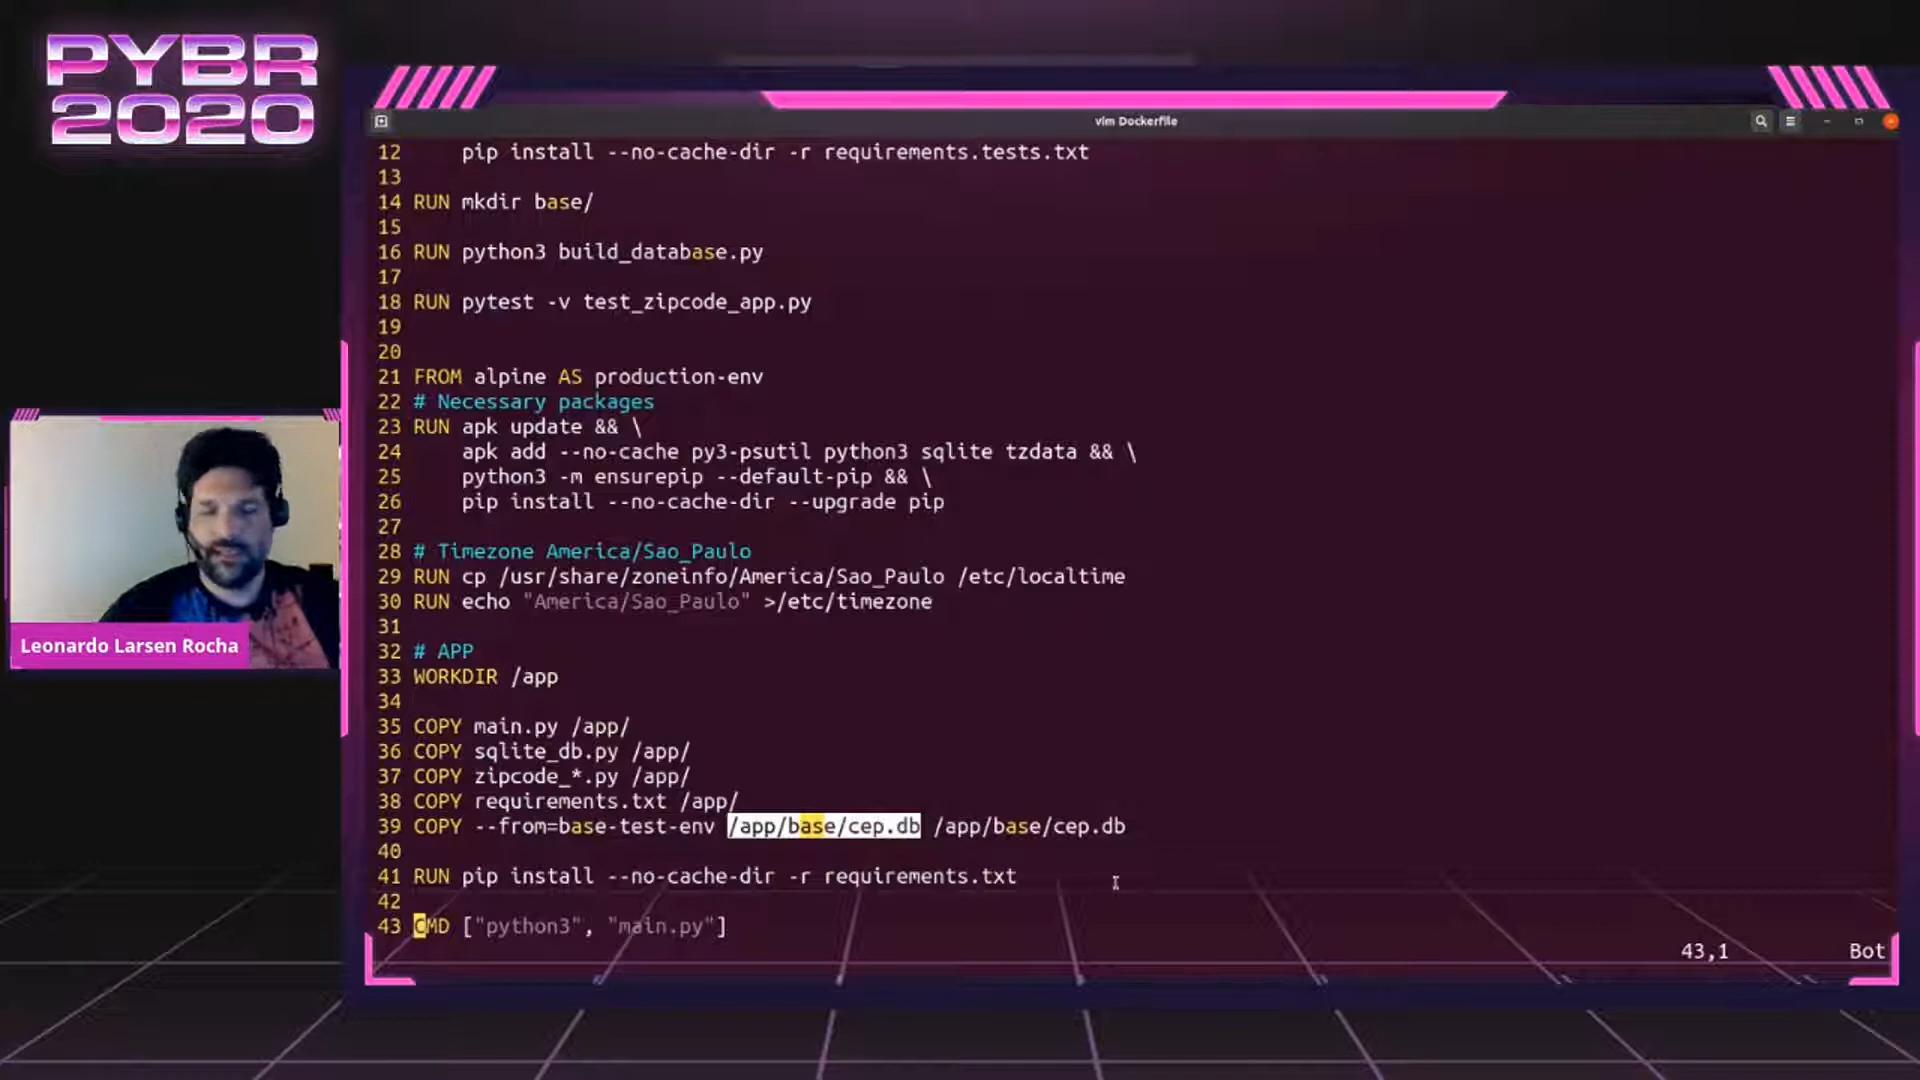 PYBR
2020
vim Dockerfile
12 pip install --no-cache-dir -r requirements.tests.txt
13
14 RUN mkdir base/
15
16 RUN python3 build_database.py
17
18 RUN pytest -v test_zipcode_app.py
19
20
21 FROM alpine AS production-env
22 # Necessary packages
23 RUN apk update && \
24 apk add --no-cache py3-psutil python3 sqlite tzdata && \
25 python3 -m ensurepip --default-pip && \
26 pip install --no-cache-dir --upgrade pip
27
28 # Timezone America/Sao_Paulo
29 RUN cp /usr/share/zoneinfo/America/Sao_Paulo /etc/localtime
30 RUN echo "America/Sao_Paulo" >/etc/timezone
31
32 # APP
33 WORKDIR /app
34
35 COPY main.py /app/
36 COPY sqlite_db.py /app/
37 COPY zipcode_*.py /app/
38 COPY requirements.txt /app/
39 COPY --from=base-test-env /app/base/cep.db /app/base/cep.db
40
41 RUN pip install --no-cache-dir -r requirements.txt
42
43 CMD ["python3", "main.py"]
43,1 Bot
Leonardo Larsen Rocha